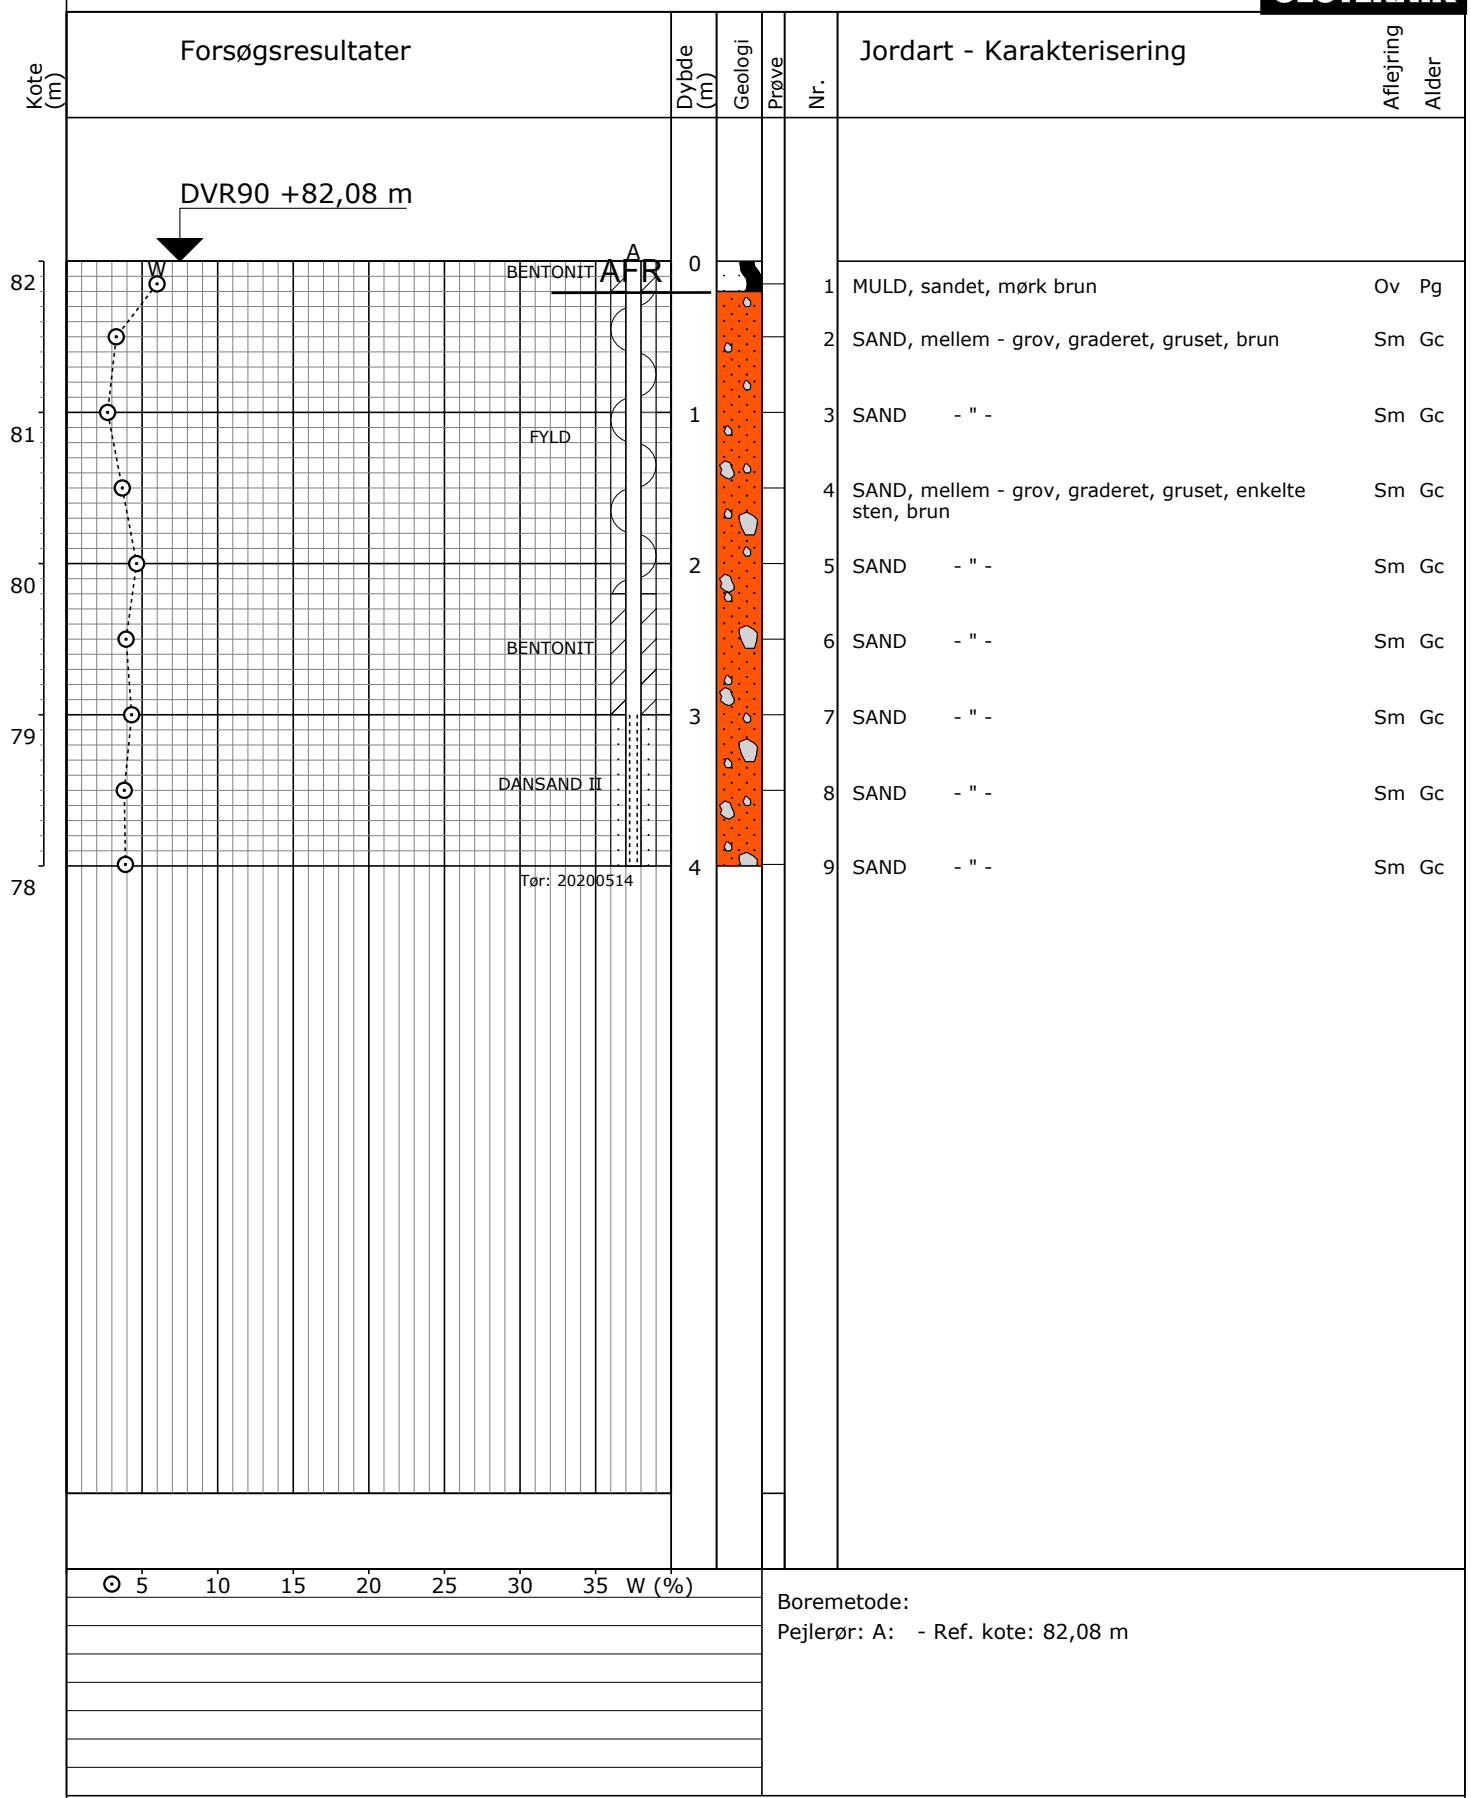 Forsøgsresultater
Jordart - Karakterisering
Kote
(m)
Dybde
(m)
Geologi
Prøve
Nr.
Aflejring
Alder
DVR90 +82,08 m
W
A
BENTONIT
AFR
0
82
1 MULD, sandet, mørk brun Ov Pg
2 SAND, mellem - grov, graderet, gruset, brun Sm Gc
1
3 SAND - " - Sm Gc
81
FYLD
4 SAND, mellem - grov, graderet, gruset, enkelte Sm Gc
sten, brun
2
5 SAND - " - Sm Gc
80
BENTONIT
6 SAND - " - Sm Gc
3
7 SAND - " - Sm Gc
79
DANSAND II
8 SAND - " - Sm Gc
4
9 SAND - " - Sm Gc
Tør: 20200514
78
5 10 15 20 25 30 35 W (%)
Boremetode:
Pejlerør: A: - Ref. kote: 82,08 m